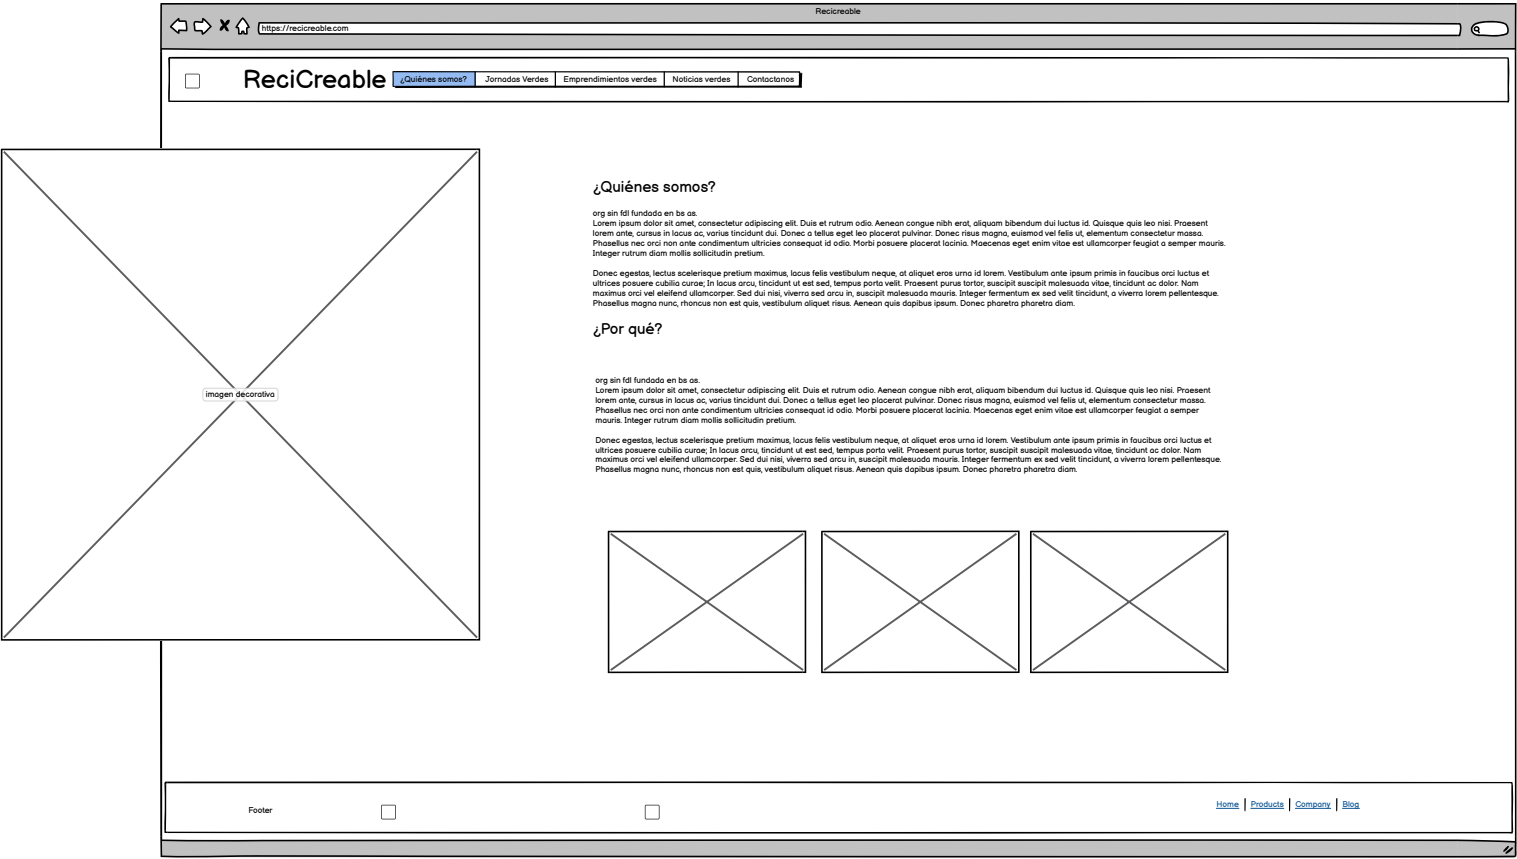 Recicreable
https://recicreable.com
ReciCreable
¿Quiénes somos?
Jornadas Verdes
Emprendimientos verdes
Noticias verdes
Contactanos
imagen decorativa
¿Quiénes somos?
org sin fdl fundada en bs as.
Lorem ipsum dolor sit amet, consectetur adipiscing elit. Duis et rutrum odio. Aenean congue nibh erat, aliquam bibendum dui luctus id. Quisque quis leo nisi. Praesent
lorem ante, cursus in lacus ac, varius tincidunt dui. Donec a tellus eget leo placerat pulvinar. Donec risus magna, euismod vel felis ut, elementum consectetur massa.
Phasellus nec orci non ante condimentum ultricies consequat id odio. Morbi posuere placerat lacinia. Maecenas eget enim vitae est ullamcorper feugiat a semper mauris.
Integer rutrum diam mollis sollicitudin pretium.
Donec egestas, lectus scelerisque pretium maximus, lacus felis vestibulum neque, at aliquet eros urna id lorem. Vestibulum ante ipsum primis in faucibus orci luctus et
ultrices posuere cubilia curae; In lacus arcu, tincidunt ut est sed, tempus porta velit. Praesent purus tortor, suscipit suscipit malesuada vitae, tincidunt ac dolor. Nam
maximus orci vel eleifend ullamcorper. Sed dui nisi, viverra sed arcu in, suscipit malesuada mauris. Integer fermentum ex sed velit tincidunt, a viverra lorem pellentesque.
Phasellus magna nunc, rhoncus non est quis, vestibulum aliquet risus. Aenean quis dapibus ipsum. Donec pharetra pharetra diam.
¿Por qué?
org sin fdl fundada en bs as.
Lorem ipsum dolor sit amet, consectetur adipiscing elit. Duis et rutrum odio. Aenean congue nibh erat, aliquam bibendum dui luctus id. Quisque quis leo nisi. Praesent
lorem ante, cursus in lacus ac, varius tincidunt dui. Donec a tellus eget leo placerat pulvinar. Donec risus magna, euismod vel felis ut, elementum consectetur massa.
Phasellus nec orci non ante condimentum ultricies consequat id odio. Morbi posuere placerat lacinia. Maecenas eget enim vitae est ullamcorper feugiat a semper
mauris. Integer rutrum diam mollis sollicitudin pretium.
Donec egestas, lectus scelerisque pretium maximus, lacus felis vestibulum neque, at aliquet eros urna id lorem. Vestibulum ante ipsum primis in faucibus orci luctus et
ultrices posuere cubilia curae; In lacus arcu, tincidunt ut est sed, tempus porta velit. Praesent purus tortor, suscipit suscipit malesuada vitae, tincidunt ac dolor. Nam
maximus orci vel eleifend ullamcorper. Sed dui nisi, viverra sed arcu in, suscipit malesuada mauris. Integer fermentum ex sed velit tincidunt, a viverra lorem pellentesque.
Phasellus magna nunc, rhoncus non est quis, vestibulum aliquet risus. Aenean quis dapibus ipsum. Donec pharetra pharetra diam.
Footer
Home | Products | Company | Blog